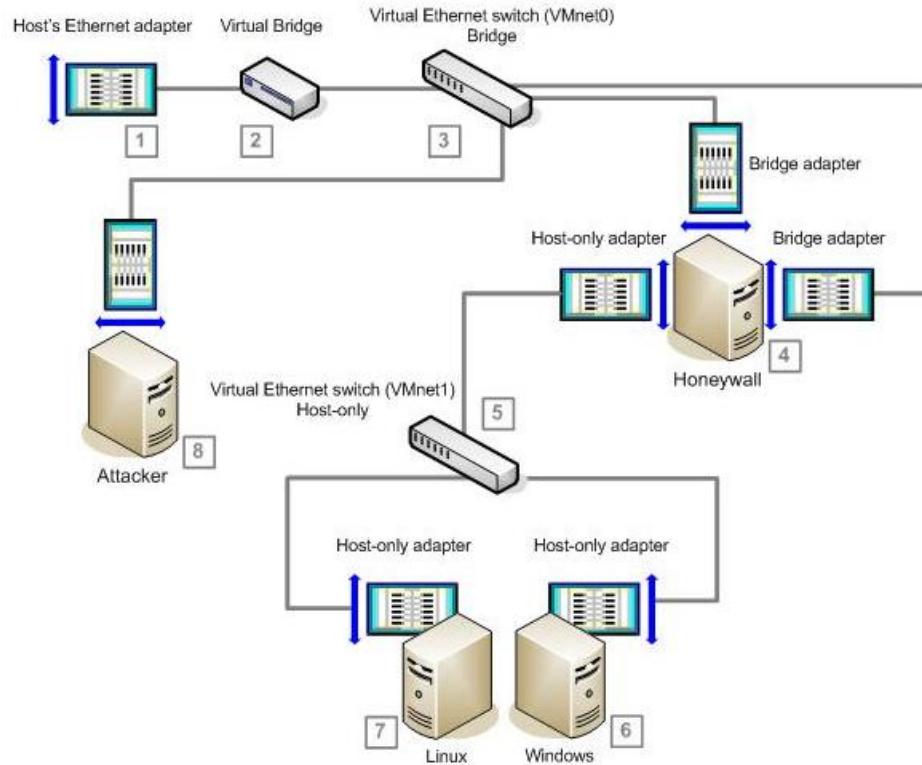 Host's Ethernet adapter
Virtual Bridge
Virtual Ethernet switch (VMnet0)
Bridge
1
2
3
Bridge adapter
Host-only adapter
Bridge adapter
4
Honeywall
Virtual Ethernet switch (VMnet1)
Host-only
5
8
Attacker
Host-only adapter
Host-only adapter
7
Linux
Windows
6